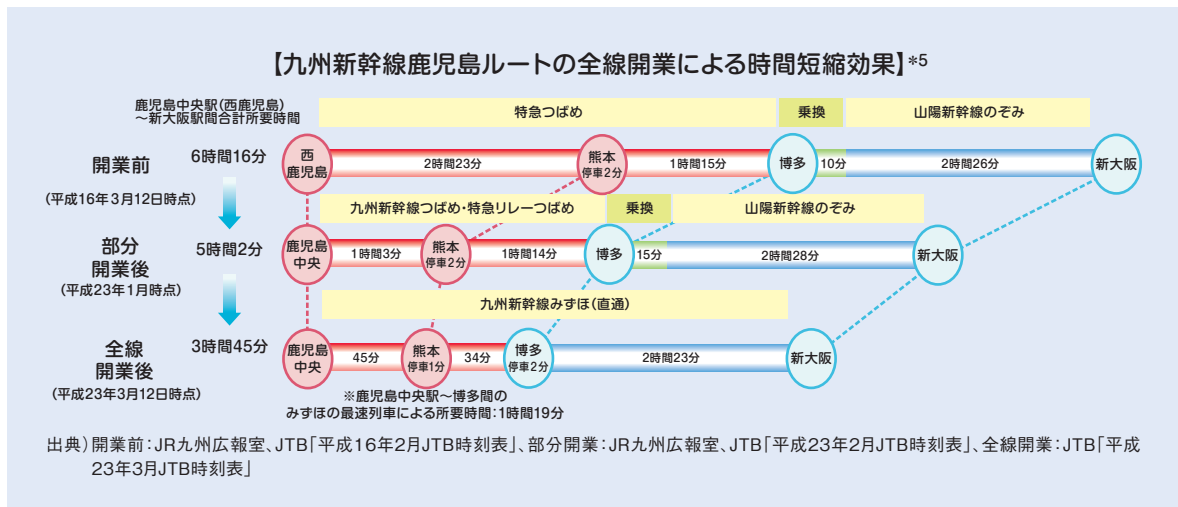 【九州新幹線鹿児島ルートの全線開業による時間短縮効果】*5
鹿児島中央駅(西鹿児島)
～新大阪駅間合計所要時間
特急つばめ
乗換
山陽新幹線のぞみ
開業前
(平成16年3月12日時点)
6時間16分
西
鹿児島
2時間23分
熊本
停車2分
1時間15分
博多
10分
2時間26分
新大阪
九州新幹線つばめ・特急リレーつばめ
乗換
山陽新幹線のぞみ
部分
開業後
(平成23年1月時点)
5時間2分
鹿児島
中央
1時間3分
熊本
停車2分
1時間14分
博多
15分
2時間28分
新大阪
九州新幹線みずほ(直通)
全線
開業後
(平成23年3月12日時点)
3時間45分
鹿児島
中央
45分
熊本
停車1分
34分
博多
停車2分
2時間23分
新大阪
※鹿児島中央駅～博多間の
みずほの最速列車による所要時間:1時間19分
出典)開業前:JR九州広報室、JTB「平成16年2月JTB時刻表」、部分開業:JR九州広報室、JTB「平成23年2月JTB時刻表」、全線開業:JTB「平成
23年3月JTB時刻表」